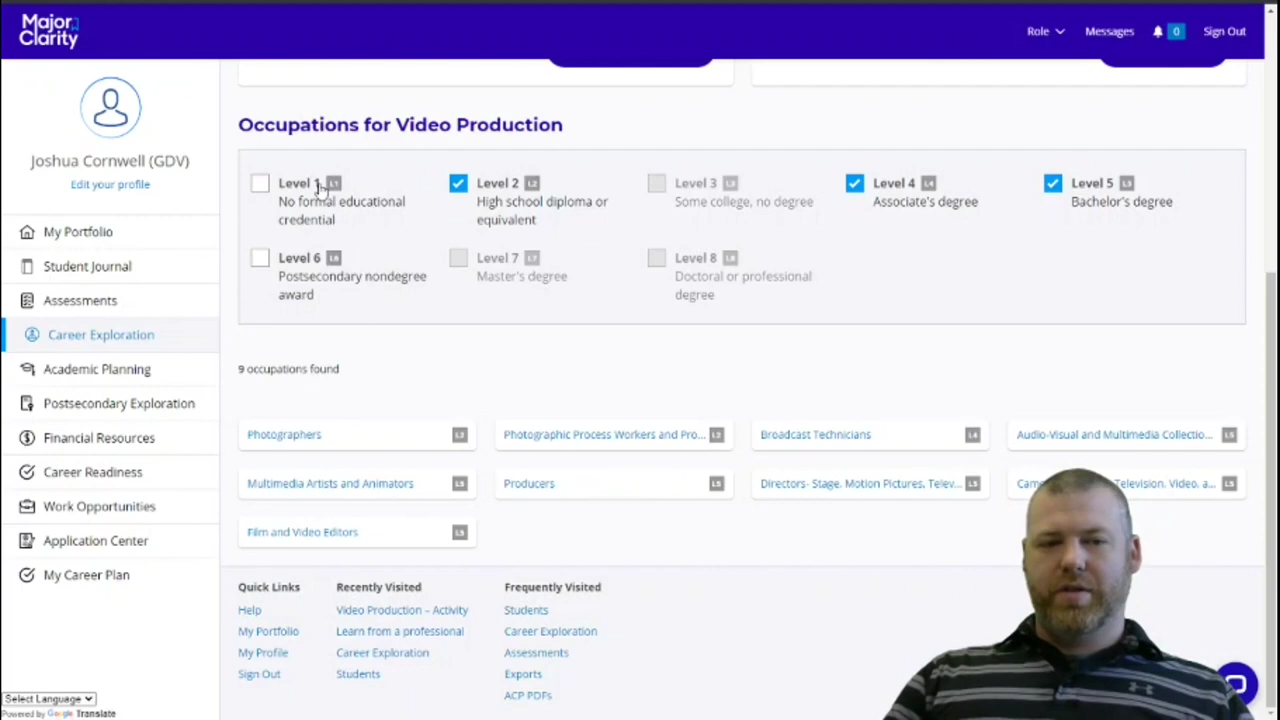 Major
Clarity
Role
Messages
0
Sign Out
Joshua Cornwell (GDV)
Edit your profile
My Portfolio
Student Journal
Assessments
Career Exploration
Academic Planning
Postsecondary Exploration
Financial Resources
Career Readiness
Work Opportunities
Application Center
My Career Plan
Select Language
Powered by Google Translate
Occupations for Video Production
Level 1 L1
No formal educational
credential
Level 2 L2
High school diploma or
equivalent
Level 3 L3
Some college, no degree
Level 4 L4
Associate's degree
Level 5 L5
Bachelor's degree
Level 6 L6
Postsecondary nondegree
award
Level 7 L7
Master's degree
Level 8 L8
Doctoral or professional
degree
9 occupations found
Photographers L2
Photographic Process Workers and Pro... L2
Broadcast Technicians L4
Audio-Visual and Multimedia Collectio... L5
Multimedia Artists and Animators L5
Producers L5
Directors- Stage, Motion Pictures, Telev... L5
Television, Video, a... L5
Film and Video Editors L5
Quick Links
Help
My Portfolio
My Profile
Sign Out
Recently Visited
Video Production – Activity
Learn from a professional
Career Exploration
Students
Frequently Visited
Students
Career Exploration
Assessments
Exports
ACP PDFs